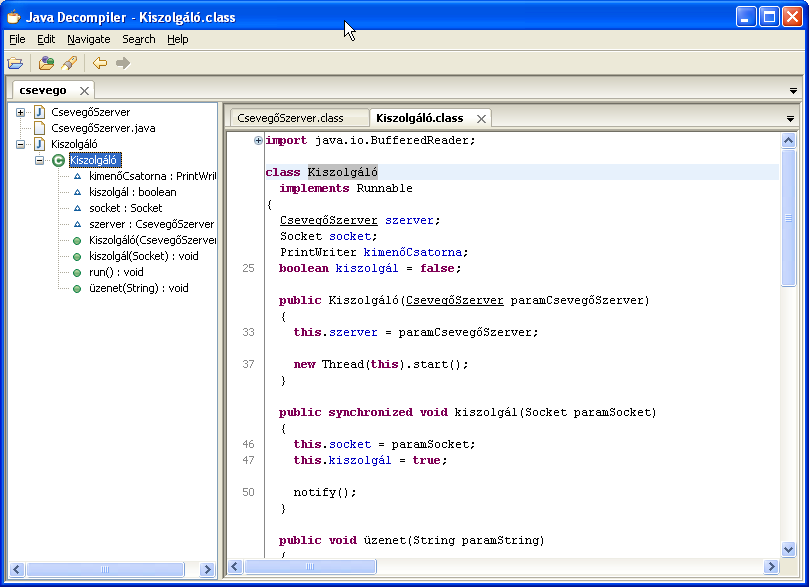 Java Decompiler - Kiszolgáló.class
File Edit Navigate Search Help
csevego
CsevegőSzerver
CsevegőSzerver.java
Kiszolgáló
Kiszolgáló
kimenőCsatorna : PrintWri
kiszolgál : boolean
socket : Socket
szerver : CsevegőSzerver
Kiszolgáló(CsevegőSzerver
kiszolgál(Socket) : void
run() : void
üzenet(String) : void
CsevegőSzerver.class Kiszolgáló.class
import java.io.BufferedReader;
class Kiszolgáló
implements Runnable
{
CsevegőSzerver szerver;
Socket socket;
PrintWriter kimenőCsatorna;
25 boolean kiszolgál = false;
public Kiszolgáló(CsevegőSzerver paramCsevegőSzerver)
{
33 this.szerver = paramCsevegőSzerver;
37 new Thread(this).start();
}
public synchronized void kiszolgál(Socket paramSocket)
{
46 this.socket = paramSocket;
47 this.kiszolgál = true;
50 notify();
}
public void üzenet(String paramString)
{